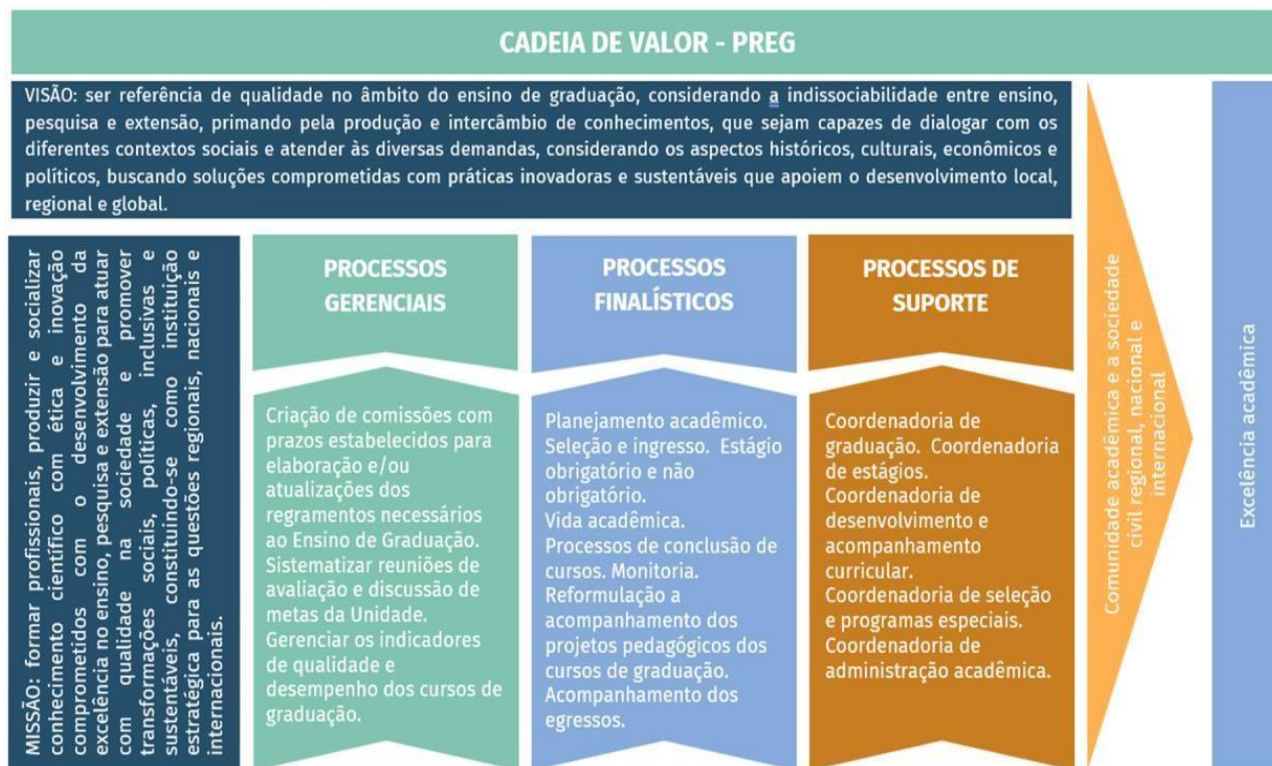 CADEIA DE VALOR - PREG
VISÃO: ser referência de qualidade no âmbito do ensino de graduação, considerando a indissociabilidade entre ensino,
pesquisa e extensão, primando pela produção e intercâmbio de conhecimentos, que sejam capazes de dialogar com os
diferentes contextos sociais e atender às diversas demandas, considerando os aspectos históricos, culturais, econômicos e
políticos, buscando soluções comprometidas com práticas inovadoras e sustentáveis que apoiem o desenvolvimento local,
regional e global.
MISSÃO: formar profissionais, produzir e socializar
conhecimento científico com ética e inovação
comprometidos com o desenvolvimento da
excelência no ensino, pesquisa e extensão para atuar
com qualidade na sociedade e promover
transformações sociais, políticas, inclusivas e
sustentáveis, constituindo-se como instituição
estratégica para as questões regionais, nacionais e
internacionais.
PROCESSOS
GERENCIAIS
Criação de comissões com
prazos estabelecidos para
elaboração e/ou
atualizações dos
regramentos necessários
ao Ensino de Graduação.
Sistematizar reuniões de
avaliação e discussão de
metas da Unidade.
Gerenciar os indicadores
de qualidade e
desempenho dos cursos de
graduação.
PROCESSOS
FINALÍSTICOS
Planejamento acadêmico.
Seleção e ingresso. Estágio
obrigatório e não
obrigatório.
Vida acadêmica.
Processos de conclusão de
cursos. Monitoria.
Reformulação a
acompanhamento dos
projetos pedagógicos dos
cursos de graduação.
Acompanhamento dos
egressos.
PROCESSOS DE
SUPORTE
Coordenadoria de
graduação. Coordenadoria
de estágios.
Coordenadoria de
desenvolvimento e
acompanhamento
curricular.
Coordenadoria de seleção
e programas especiais.
Coordenadoria de
administração acadêmica.
Comunidade acadêmica e a sociedade
civil regional, nacional e
internacional
Excelência acadêmica